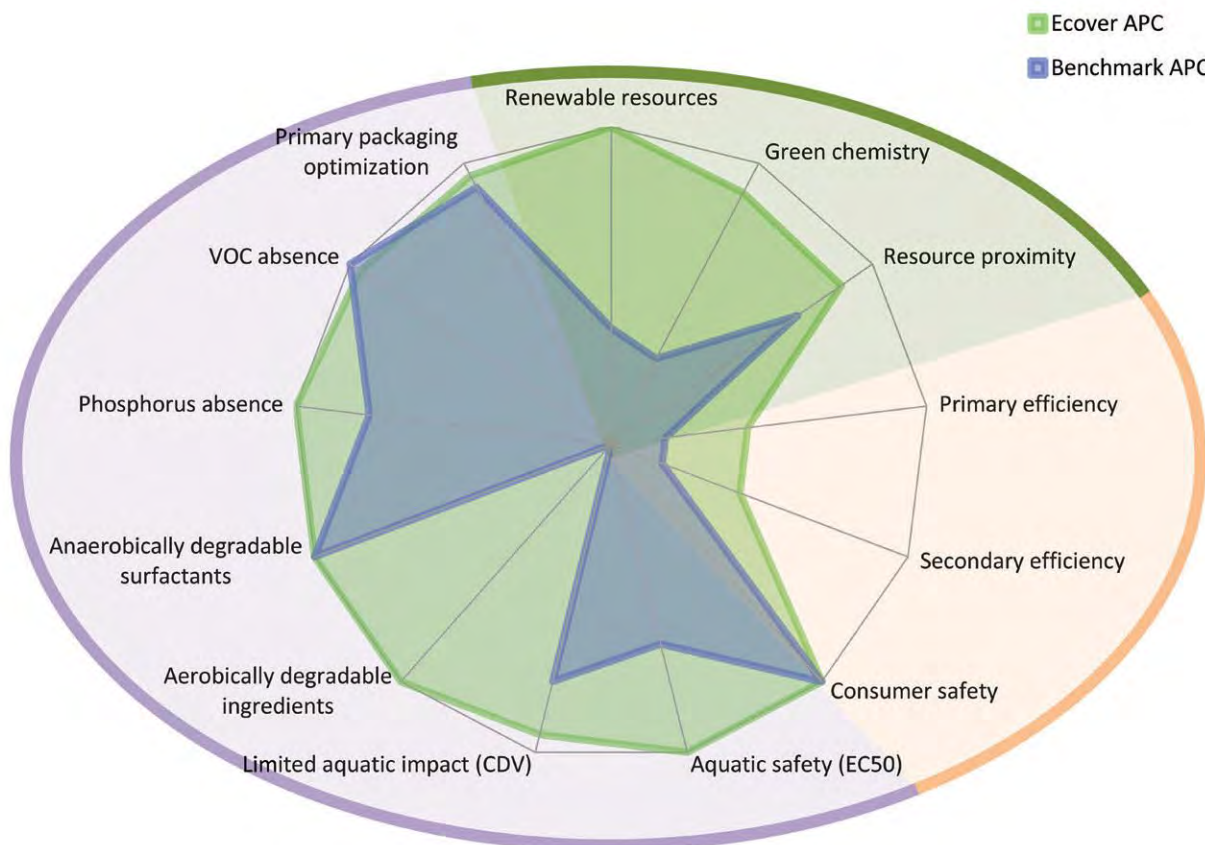 Ecover APC
Benchmark APC
Renewable resources
Green chemistry
Resource proximity
Primary efficiency
Secondary efficiency
Consumer safety
Aquatic safety (EC50)
Limited aquatic impact (CDV)
Aerobically degradable
ingredients
Anaerobically degradable
surfactants
Phosphorus absence
VOC absence
Primary packaging
optimization